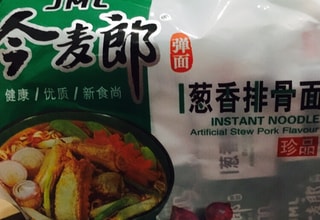 JML
今麦郎
健康/优质/新食尚
弹面
葱香排骨面
INSTANT NOODLE
Artificial Stew Pork Flavour
珍品